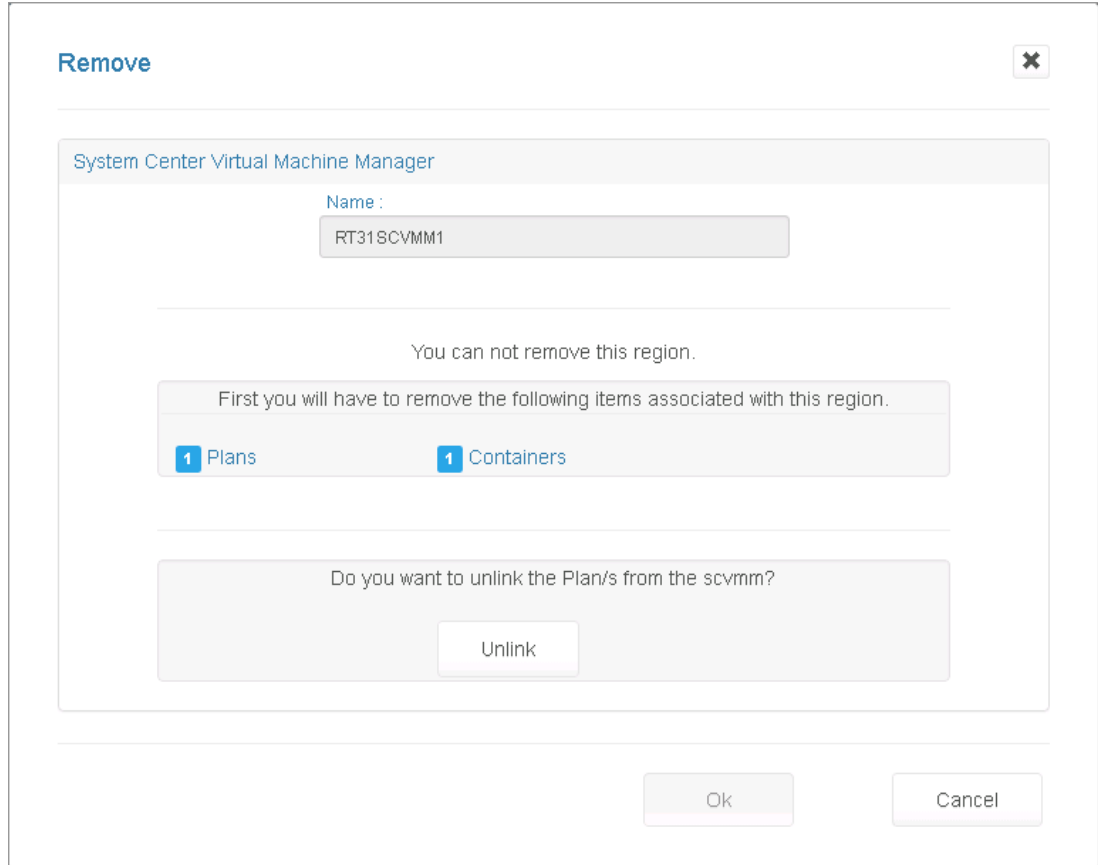 Remove
System Center Virtual Machine Manager
Name :
RT31SCVMM1
You can not remove this region.
First you will have to remove the following items associated with this region.
1 Plans 1 Containers
Do you want to unlink the Plan/s from the scvmm?
Unlink
Ok Cancel